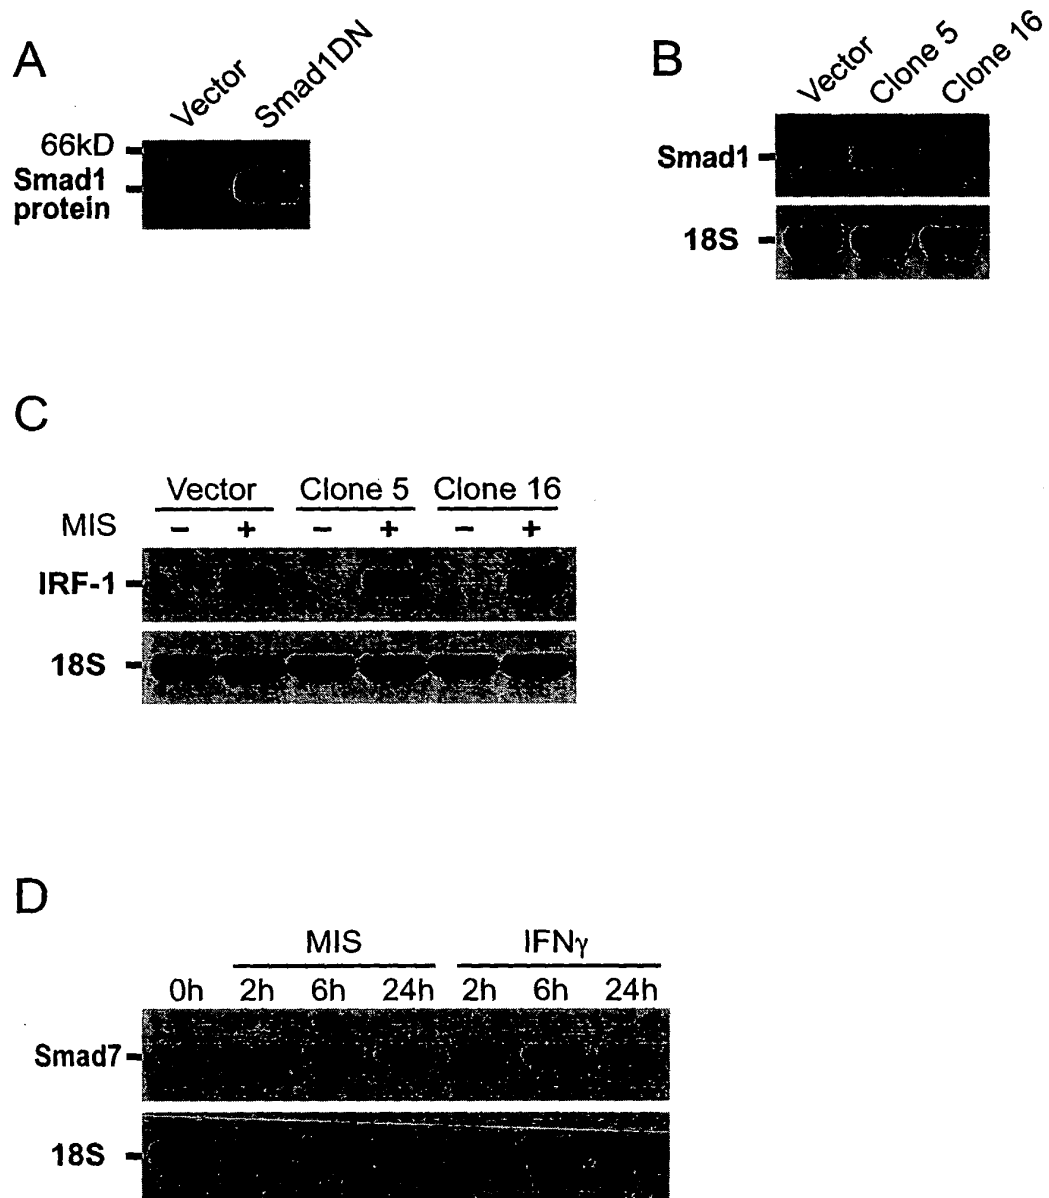 A
Vector Smad1DN
66kD
Smad1
protein
B
Vector Clone 5 Clone 16
Smad1
18S
C
Vector Clone 5 Clone 16
MIS − + − + − +
IRF-1
18S
D
MIS IFNγ
0h 2h 6h 24h 2h 6h 24h
Smad7
18S